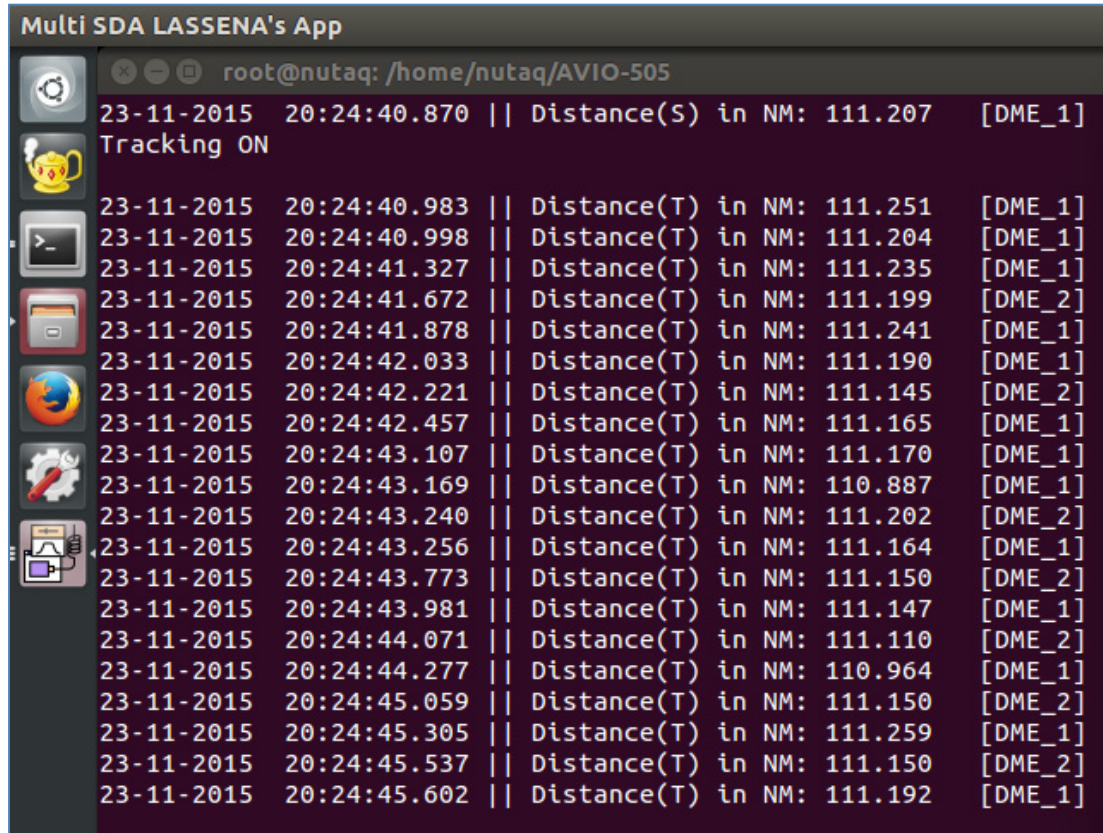 Multi SDA LASSENA's App
root@nutaq: /home/nutaq/AVIO-505
23-11-2015  20:24:40.870 || Distance(S) in NM: 111.207  [DME_1]
Tracking ON
23-11-2015  20:24:40.983 || Distance(T) in NM: 111.251  [DME_1]
23-11-2015  20:24:40.998 || Distance(T) in NM: 111.204  [DME_1]
23-11-2015  20:24:41.327 || Distance(T) in NM: 111.235  [DME_1]
23-11-2015  20:24:41.672 || Distance(T) in NM: 111.199  [DME_2]
23-11-2015  20:24:41.878 || Distance(T) in NM: 111.241  [DME_1]
23-11-2015  20:24:42.033 || Distance(T) in NM: 111.190  [DME_1]
23-11-2015  20:24:42.221 || Distance(T) in NM: 111.145  [DME_2]
23-11-2015  20:24:42.457 || Distance(T) in NM: 111.165  [DME_1]
23-11-2015  20:24:43.107 || Distance(T) in NM: 111.170  [DME_1]
23-11-2015  20:24:43.169 || Distance(T) in NM: 110.887  [DME_1]
23-11-2015  20:24:43.240 || Distance(T) in NM: 111.202  [DME_2]
23-11-2015  20:24:43.256 || Distance(T) in NM: 111.164  [DME_1]
23-11-2015  20:24:43.773 || Distance(T) in NM: 111.150  [DME_2]
23-11-2015  20:24:43.981 || Distance(T) in NM: 111.147  [DME_1]
23-11-2015  20:24:44.071 || Distance(T) in NM: 111.110  [DME_2]
23-11-2015  20:24:44.277 || Distance(T) in NM: 110.964  [DME_1]
23-11-2015  20:24:45.059 || Distance(T) in NM: 111.150  [DME_2]
23-11-2015  20:24:45.305 || Distance(T) in NM: 111.259  [DME_1]
23-11-2015  20:24:45.537 || Distance(T) in NM: 111.150  [DME_2]
23-11-2015  20:24:45.602 || Distance(T) in NM: 111.192  [DME_1]